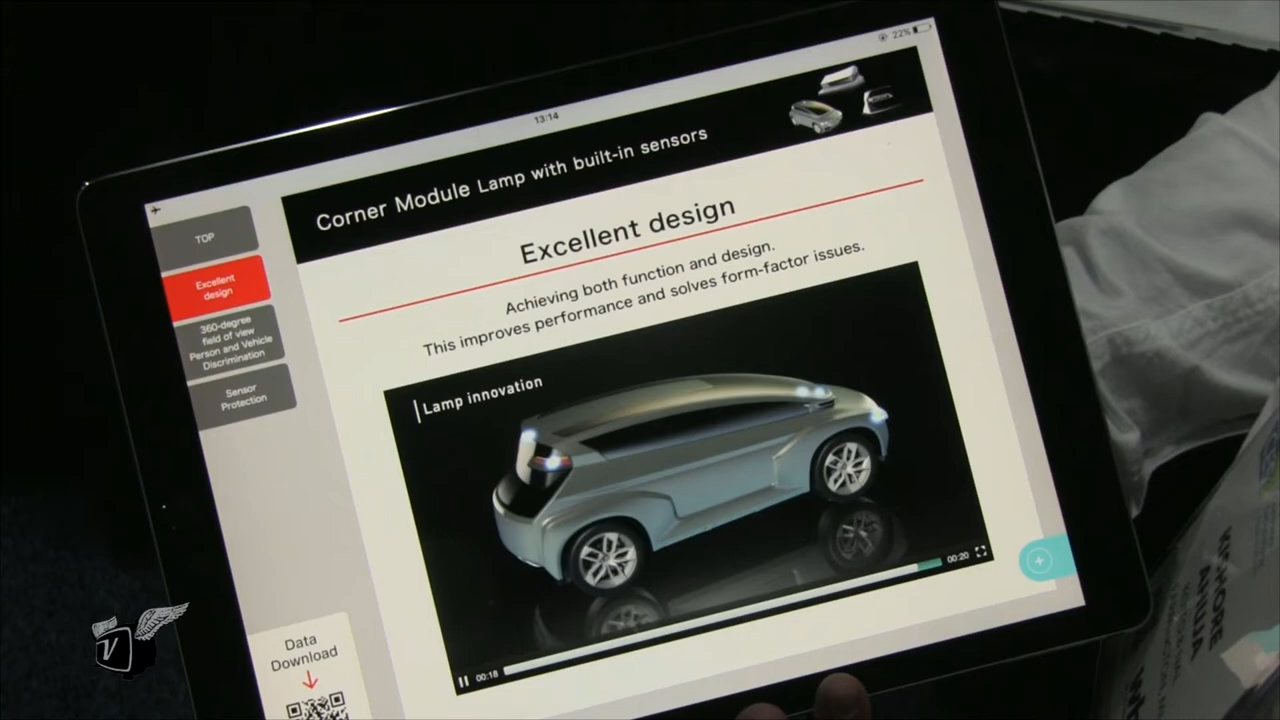 22%
13:14
Corner Module Lamp with built-in sensors
TOP
Excellent
design
360-degree
field of view
Person and Vehicle
Discrimination
Sensor
Protection
Excellent design
Achieving both function and design.
This improves performance and solves form-factor issues.
Lamp innovation
00:18
00:20
Data
Download
V